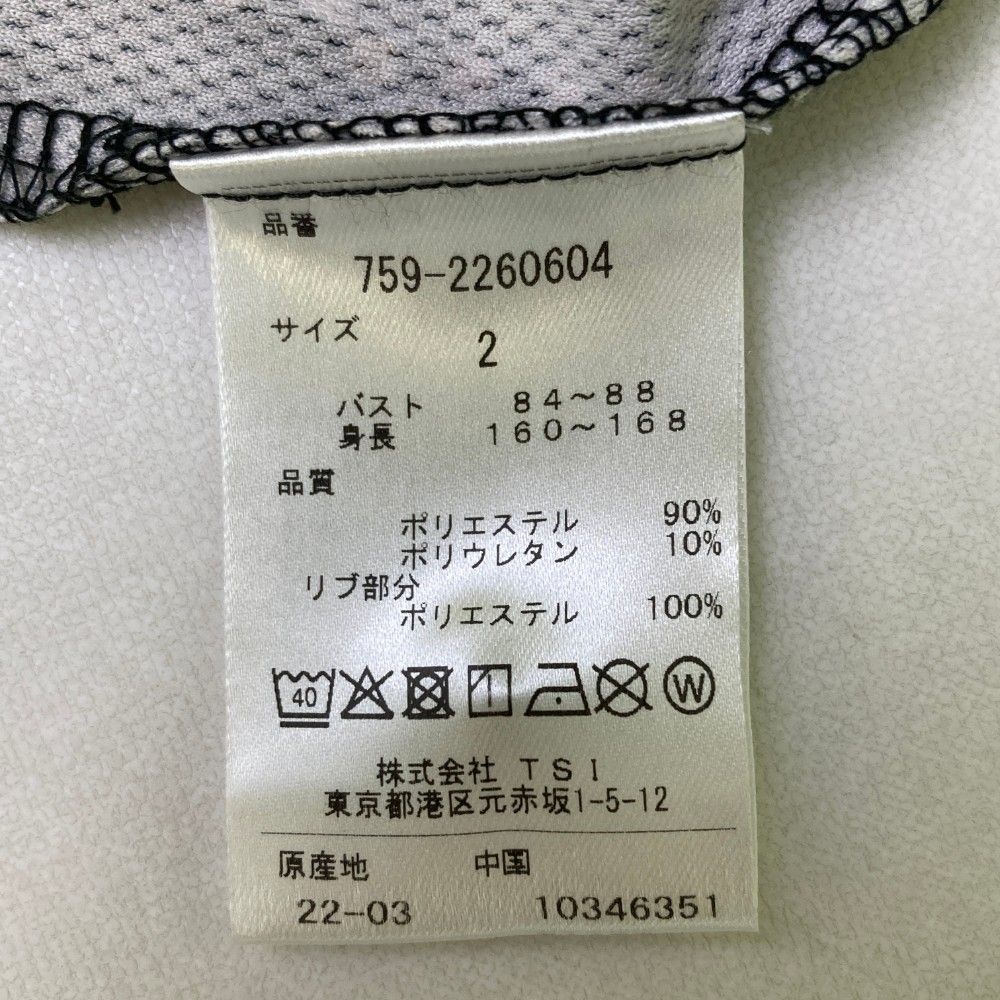 品番
759-2260604
サイズ
2
バスト 84～88
身長 160～168
品質
ポリエステル 90%
ポリウレタン 10%
リブ部分
ポリエステル 100%
40 W
株式会社 TSI
東京都港区元赤坂1-5-12
原産地 中国
22-03 10346351